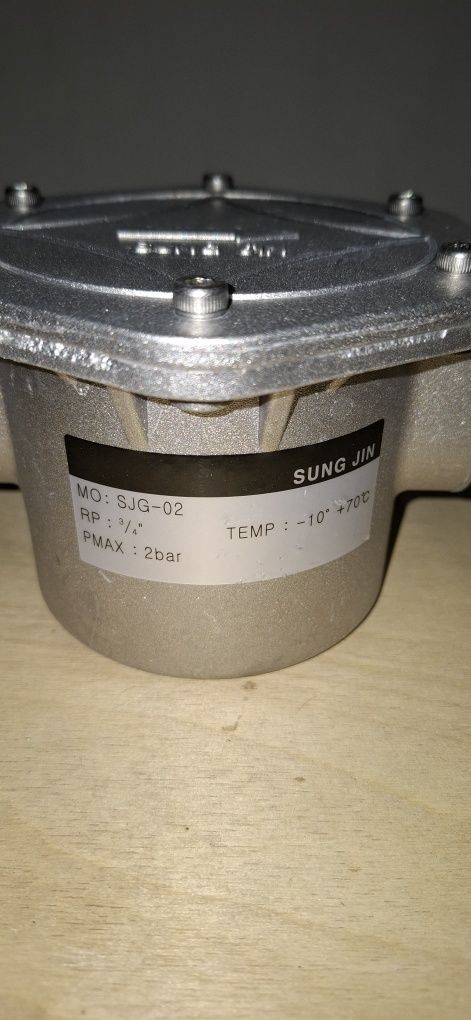 SUNG JIN
MO: SJG-02
RP : 3/4"
PMAX : 2bar
TEMP : -10° +70℃